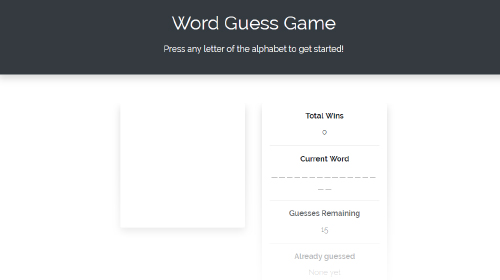 Word Guess Game
Press any letter of the alphabet to get started!
Total Wins
0
Current Word
_ _ _ _ _ _ _ _ _ _ _ _ _ _
_ _
Guesses Remaining
15
Already guessed
None yet